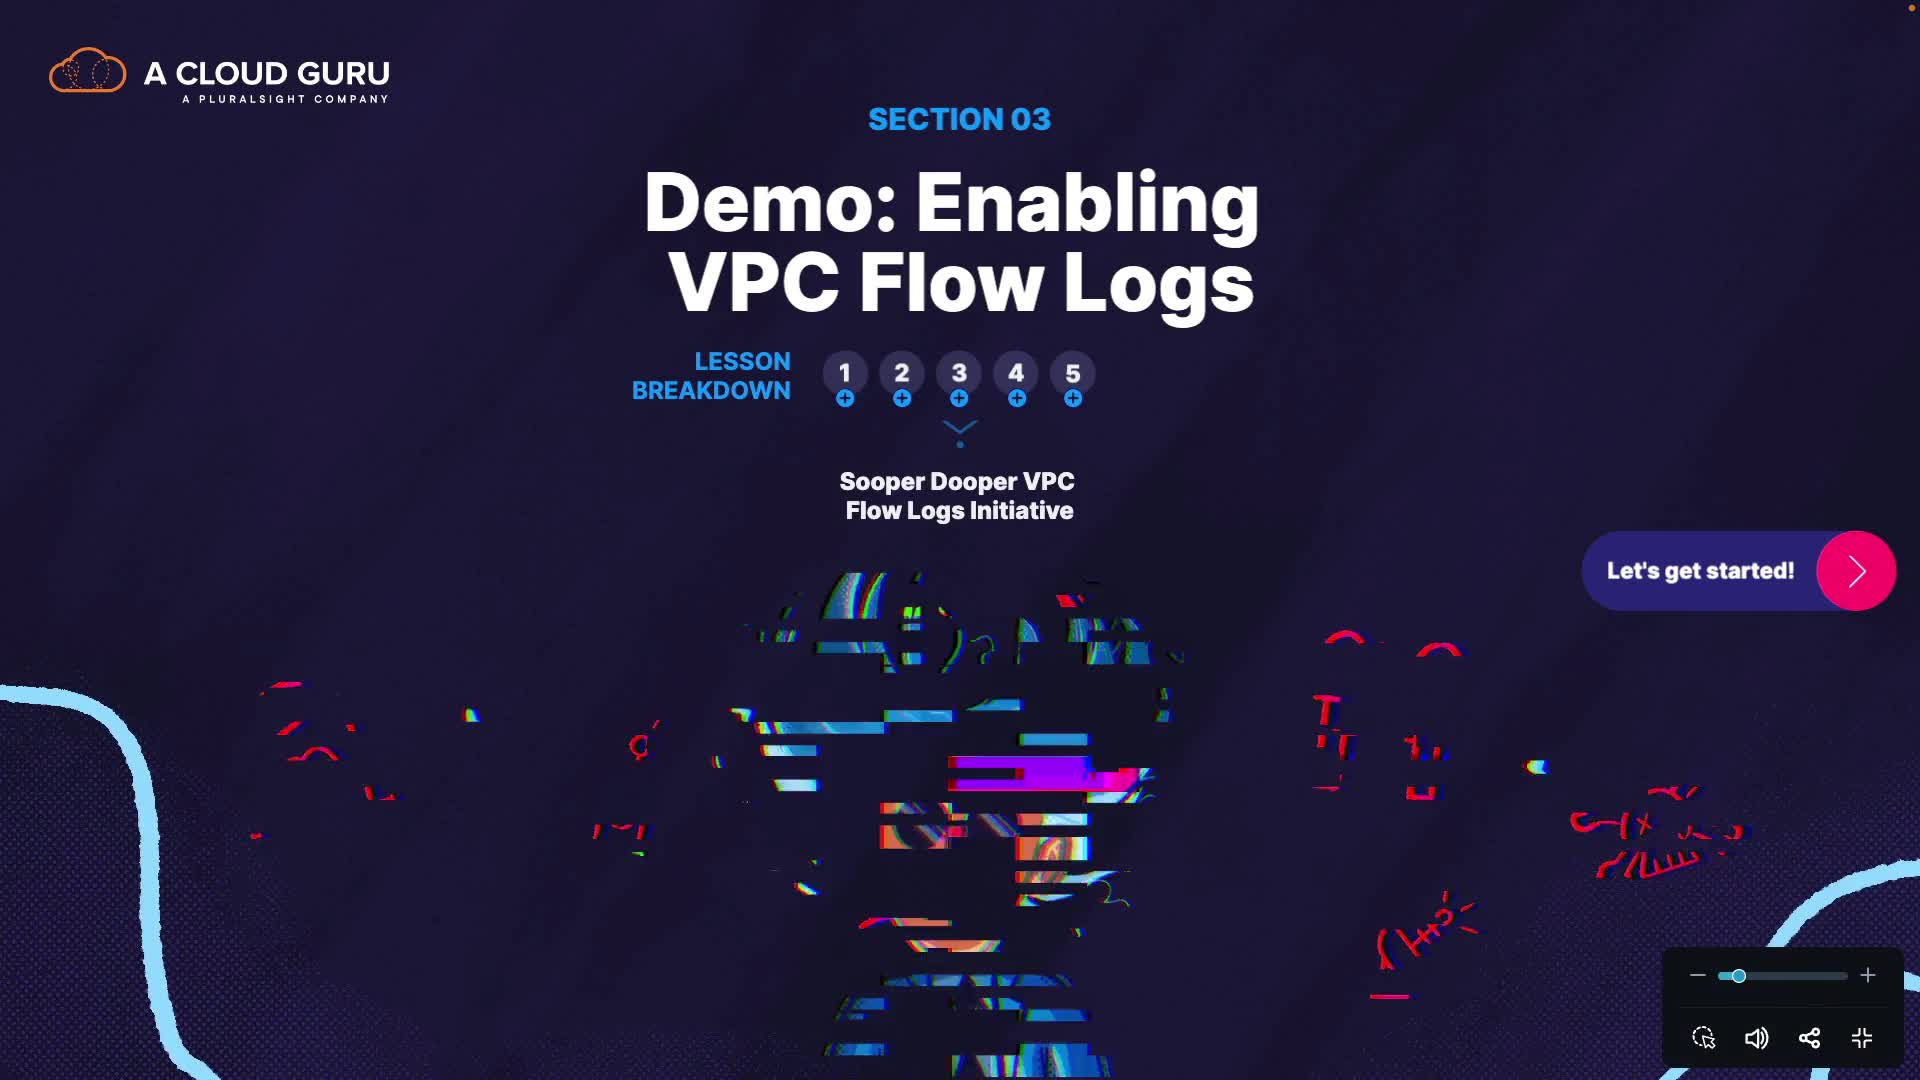 A CLOUD GURU
A PLURALSIGHT COMPANY
SECTION 03
Demo: Enabling
VPC Flow Logs
LESSON
BREAKDOWN
1 2 3 4 5
Sooper Dooper VPC
Flow Logs Initiative
Let's get started!